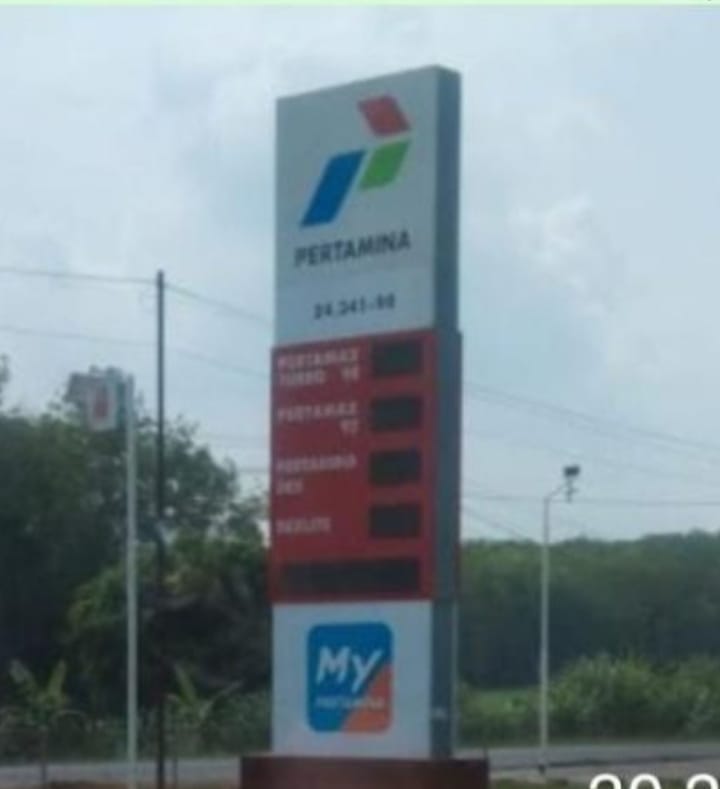 PERTAMINA
24.341-98
PERTAMAX
TURBO 98
PERTAMAX
92
PERTAMINA
DEX
DEXLITE
My
PERTAMINA